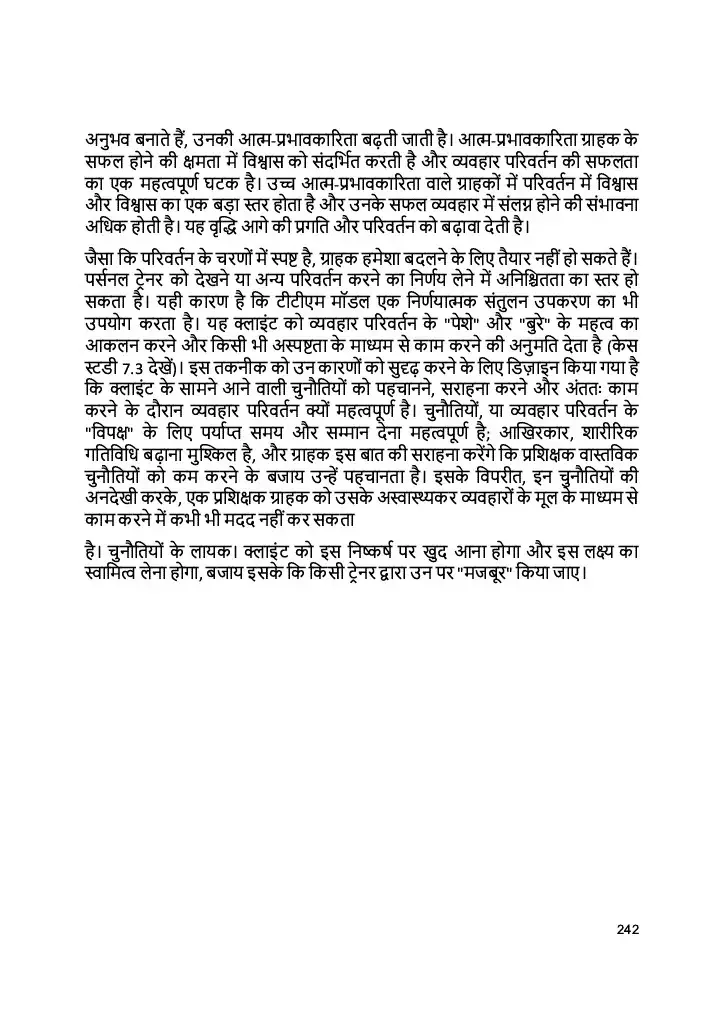 अनुभव बनाते हैं, उनकी आत्म-प्रभावकारिता बढ़ती जाती है। आत्म-प्रभावकारिता ग्राहक के
सफल होने की क्षमता में विश्वास को संदर्भित करती है और व्यवहार परिवर्तन की सफलता
का एक महत्वपूर्ण घटक है। उच्च आत्म-प्रभावकारिता वाले ग्राहकों में परिवर्तन में विश्वास
और विश्वास का एक बड़ा स्तर होता है और उनके सफल व्यवहार में संलग्न होने की संभावना
अधिक होती है। यह वृद्धि आगे की प्रगति और परिवर्तन को बढ़ावा देती है।
जैसा कि परिवर्तन के चरणों में स्पष्ट है, ग्राहक हमेशा बदलने के लिए तैयार नहीं हो सकते हैं।
पर्सनल ट्रेनर को देखने या अन्य परिवर्तन करने का निर्णय लेने में अनिश्चितता का स्तर हो
सकता है। यही कारण है कि टीटीएम मॉडल एक निर्णयात्मक संतुलन उपकरण का भी
उपयोग करता है। यह क्लाइंट को व्यवहार परिवर्तन के "पेशे" और "बुरे" के महत्व का
आकलन करने और किसी भी अस्पष्टता के माध्यम से काम करने की अनुमति देता है (केस
स्टडी 7.3 देखें)। इस तकनीक को उन कारणों को सुदृढ़ करने के लिए डिज़ाइन किया गया है
कि क्लाइंट के सामने आने वाली चुनौतियों को पहचानने, सराहना करने और अंततः काम
करने के दौरान व्यवहार परिवर्तन क्यों महत्वपूर्ण है। चुनौतियों, या व्यवहार परिवर्तन के
"विपक्ष" के लिए पर्याप्त समय और सम्मान देना महत्वपूर्ण है; आखिरकार, शारीरिक
गतिविधि बढ़ाना मुश्किल है, और ग्राहक इस बात की सराहना करेंगे कि प्रशिक्षक वास्तविक
चुनौतियों को कम करने के बजाय उन्हें पहचानता है। इसके विपरीत, इन चुनौतियों की
अनदेखी करके, एक प्रशिक्षक ग्राहक को उसके अस्वास्थ्यकर व्यवहारों के मूल के माध्यम से
काम करने में कभी भी मदद नहीं कर सकता
है। चुनौतियों के लायक। क्लाइंट को इस निष्कर्ष पर खुद आना होगा और इस लक्ष्य का
स्वामित्व लेना होगा, बजाय इसके कि किसी ट्रेनर द्वारा उन पर "मजबूर" किया जाए।
242